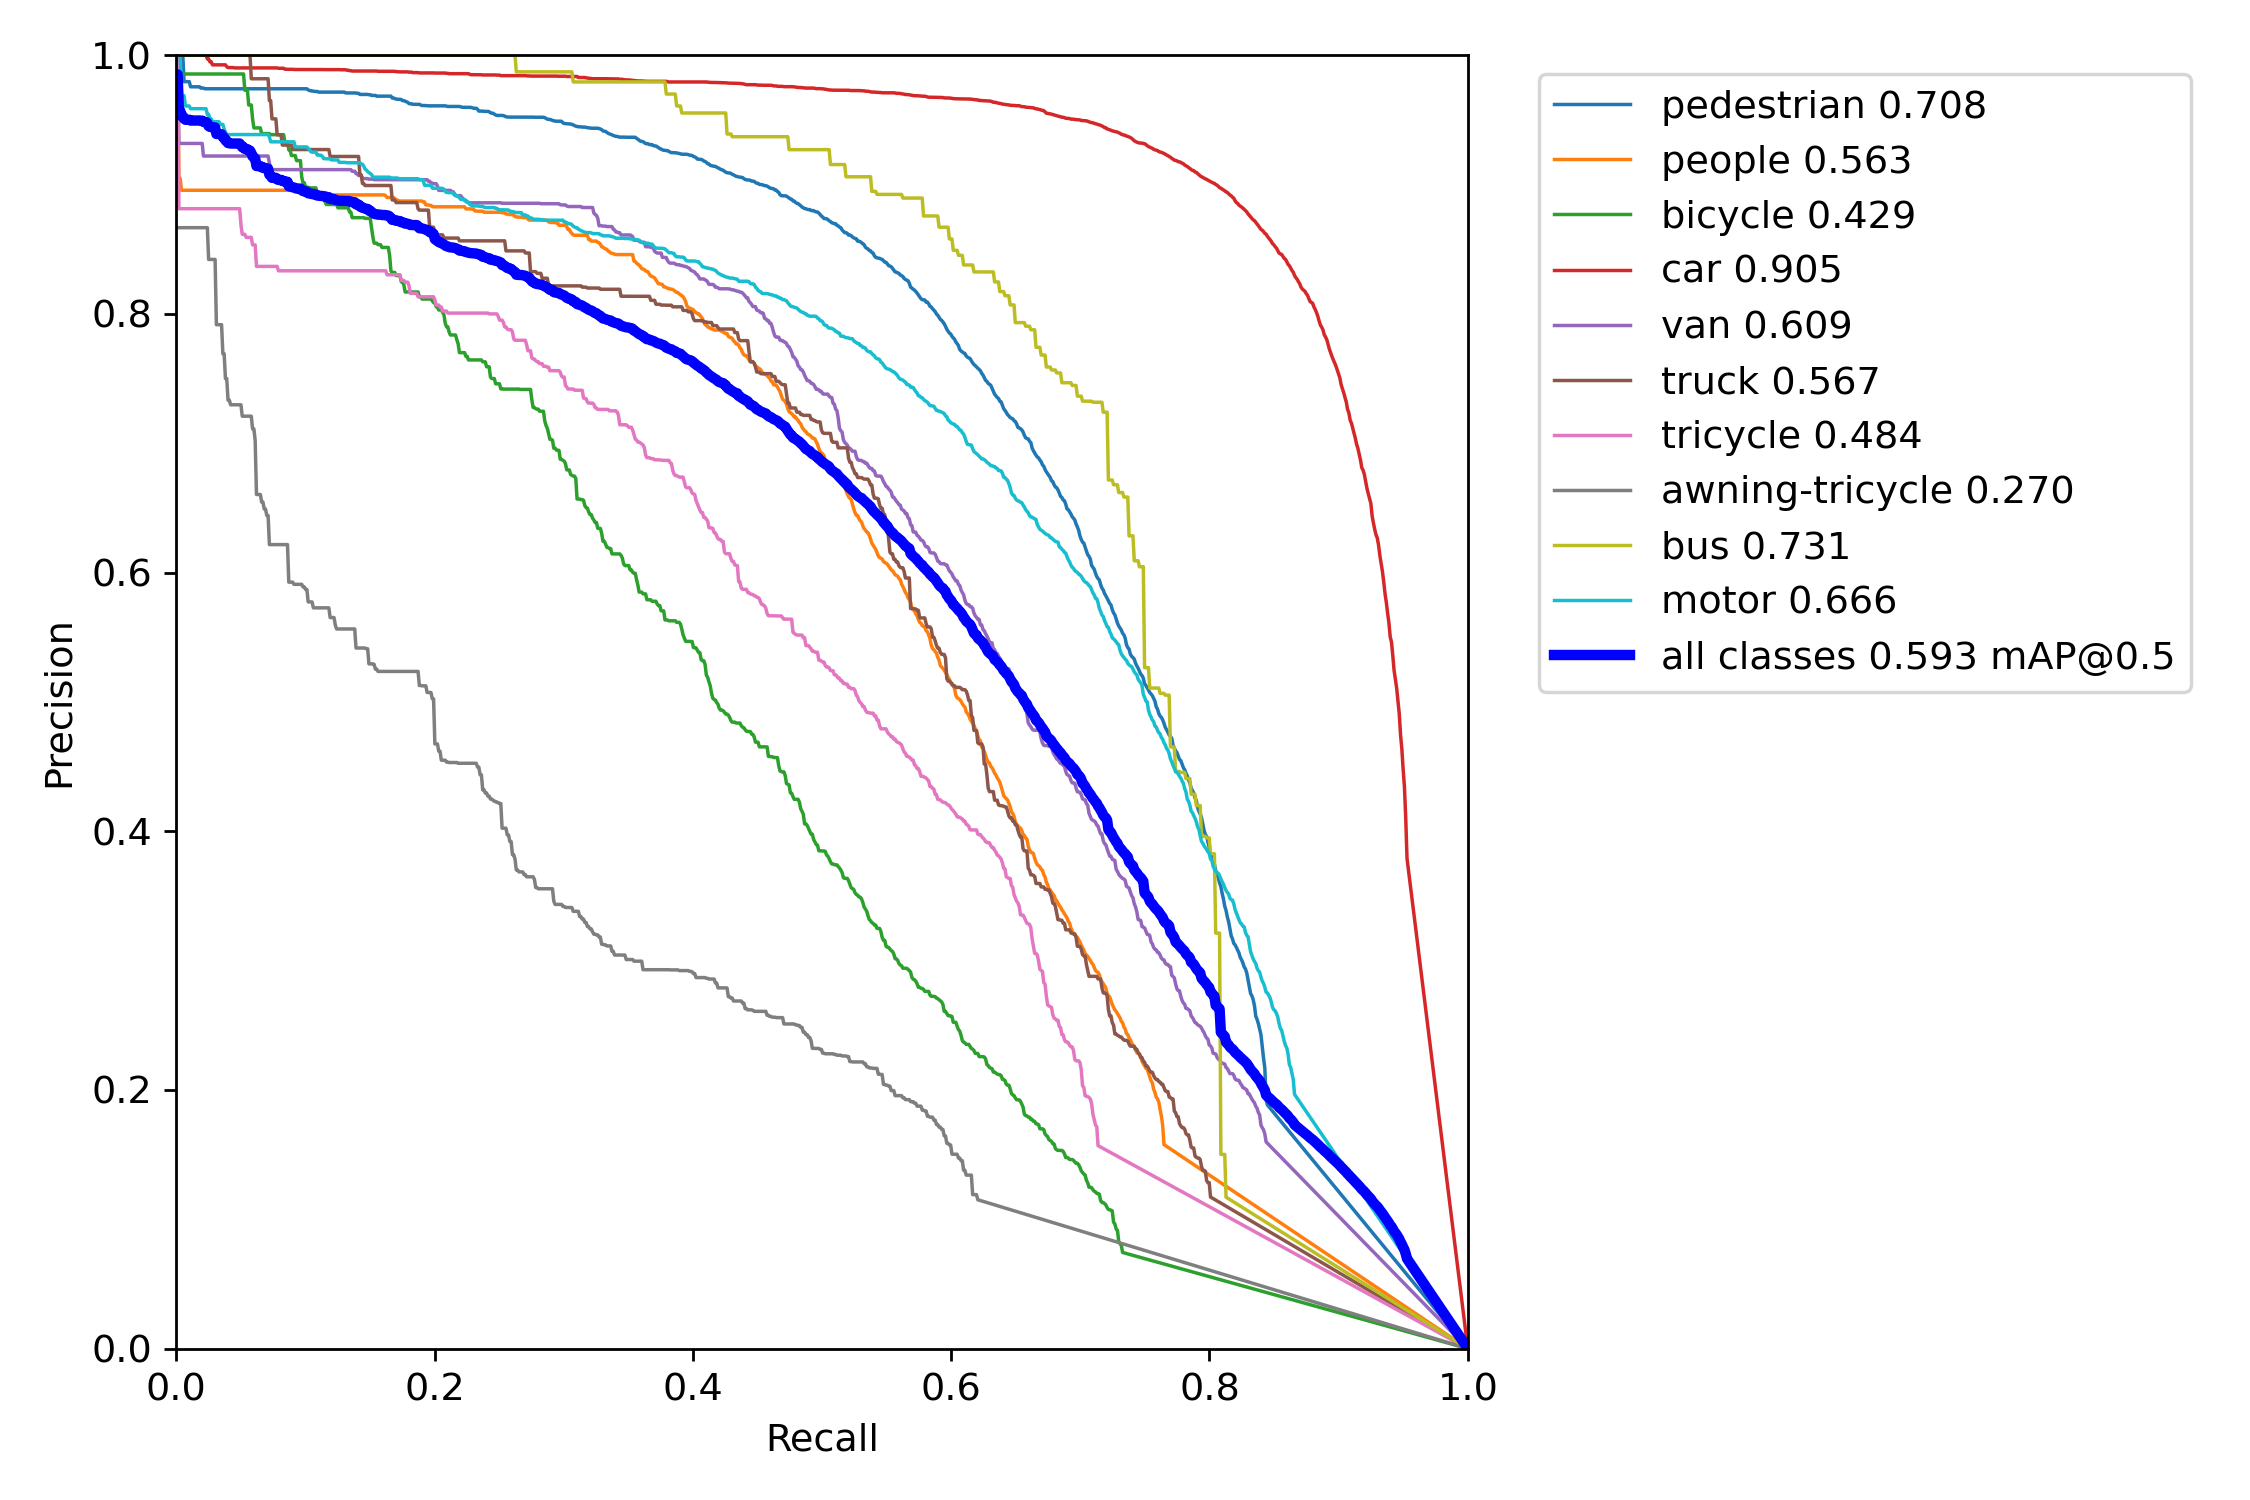 1.0
0.8
0.6
0.4
0.2
0.0
Precision
0.0 0.2 0.4 0.6 0.8 1.0
Recall
pedestrian 0.708
people 0.563
bicycle 0.429
car 0.905
van 0.609
truck 0.567
tricycle 0.484
awning-tricycle 0.270
bus 0.731
motor 0.666
all classes 0.593 mAP@0.5